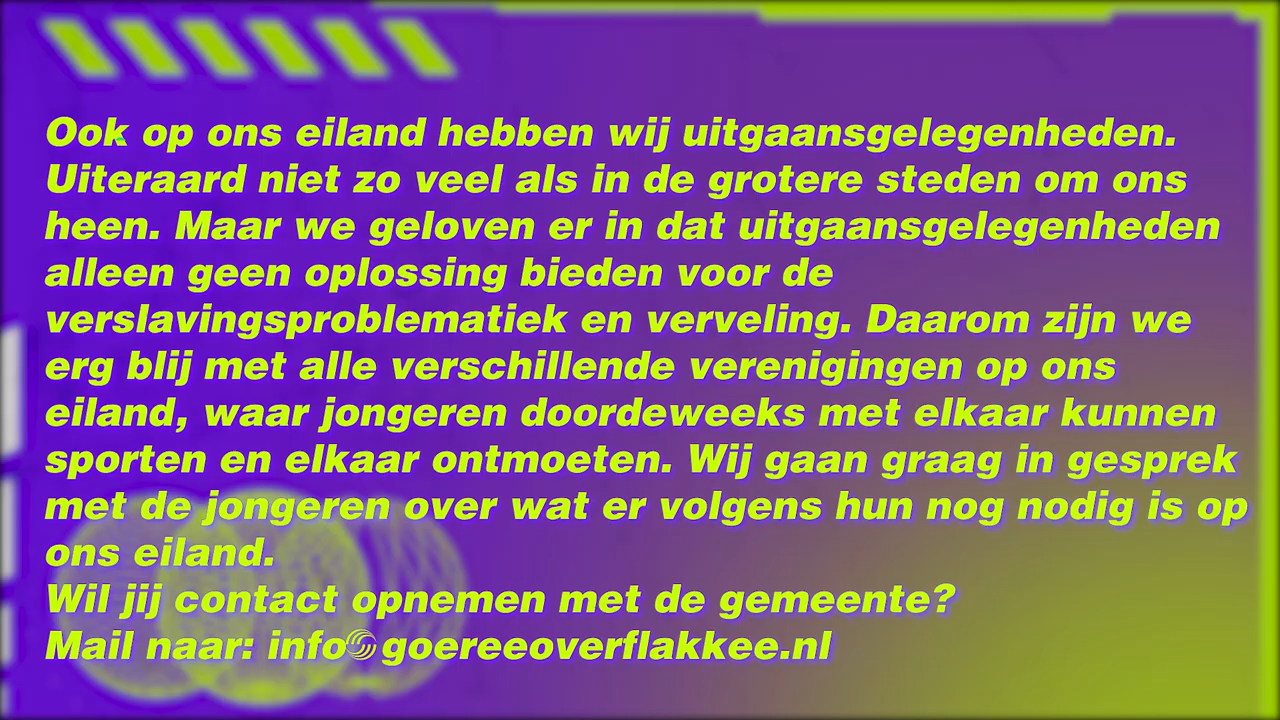 Ook op ons eiland hebben wij uitgaansgelegenheden.
Uiteraard niet zo veel als in de grotere steden om ons
heen. Maar we geloven er in dat uitgaansgelegenheden
alleen geen oplossing bieden voor de
verslavingsproblematiek en verveling. Daarom zijn we
erg blij met alle verschillende verenigingen op ons
eiland, waar jongeren doordeweeks met elkaar kunnen
sporten en elkaar ontmoeten. Wij gaan graag in gesprek
met de jongeren over wat er volgens hun nog nodig is op
ons eiland.
Wil jij contact opnemen met de gemeente?
Mail naar: info@goereeoverflakkee.nl